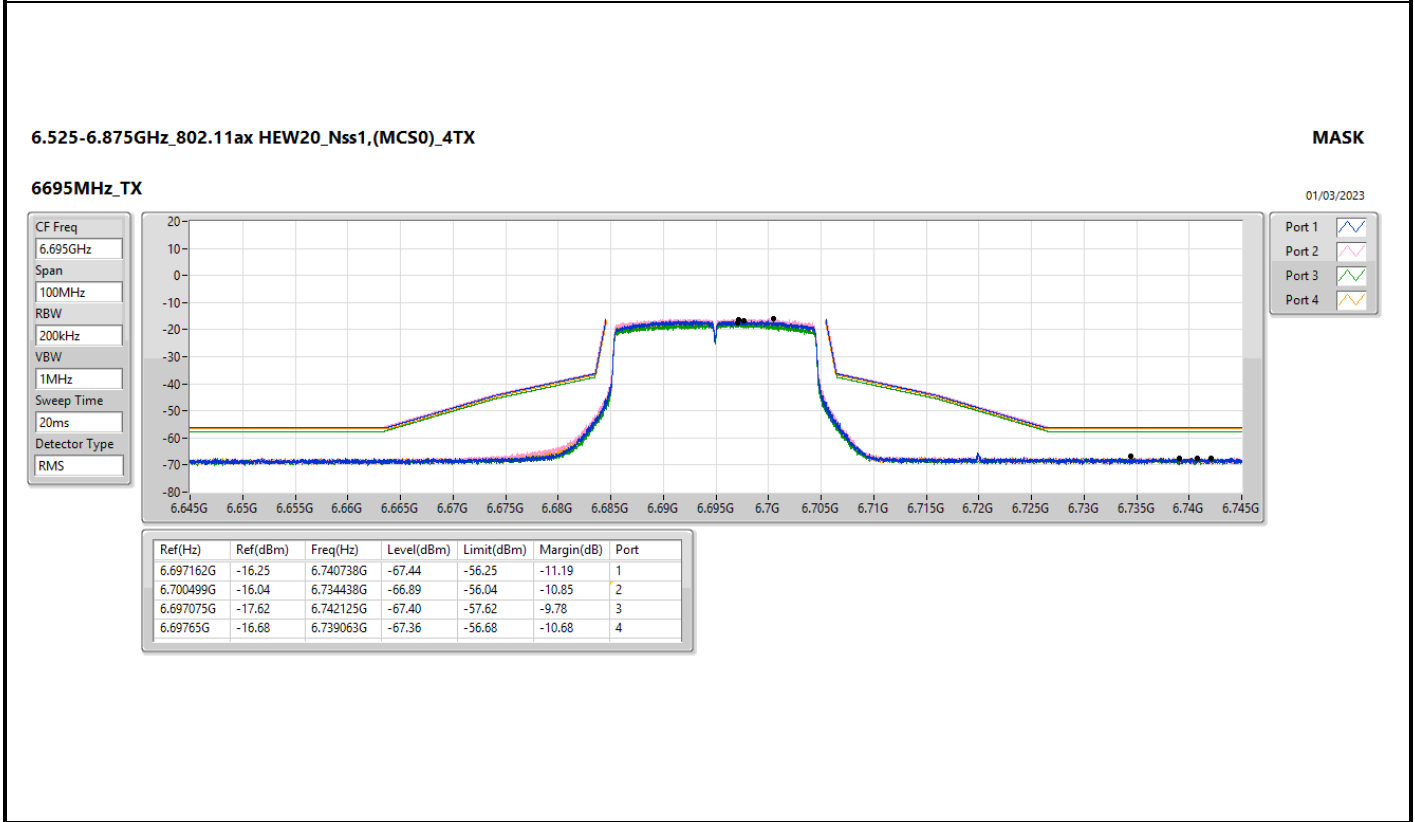 6.525-6.875GHz_802.11ax HEW20_Nss1,(MCS0)_4TX
MASK
6695MHz_TX
01/03/2023
CF Freq
6.695GHz
Span
100MHz
RBW
200kHz
VBW
1MHz
Sweep Time
20ms
Detector Type
RMS
20
10
0
-10
-20
-30
-40
-50
-60
-70
-80
6.645G 6.65G 6.655G 6.66G 6.665G 6.67G 6.675G 6.68G 6.685G 6.69G 6.695G 6.7G 6.705G 6.71G 6.715G 6.72G 6.725G 6.73G 6.735G 6.74G 6.745G
Port 1
Port 2
Port 3
Port 4
Ref(Hz) Ref(dBm) Freq(Hz) Level(dBm) Limit(dBm) Margin(dB) Port
6.697162G -16.25 6.740738G -67.44 -56.25 -11.19 1
6.700499G -16.04 6.734438G -66.89 -56.04 -10.85 2
6.697075G -17.62 6.742125G -67.40 -57.62 -9.78 3
6.69765G -16.68 6.739063G -67.36 -56.68 -10.68 4